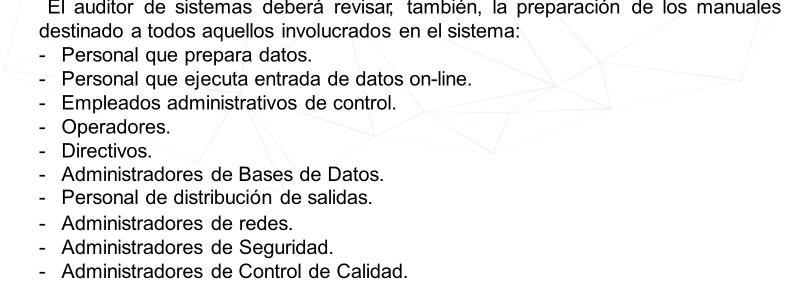 El auditor de sistemas deberá revisar, también, la preparación de los manuales
destinado a todos aquellos involucrados en el sistema:
- Personal que prepara datos.
- Personal que ejecuta entrada de datos on-line.
- Empleados administrativos de control.
- Operadores.
- Directivos.
- Administradores de Bases de Datos.
- Personal de distribución de salidas.
- Administradores de redes.
- Administradores de Seguridad.
- Administradores de Control de Calidad.